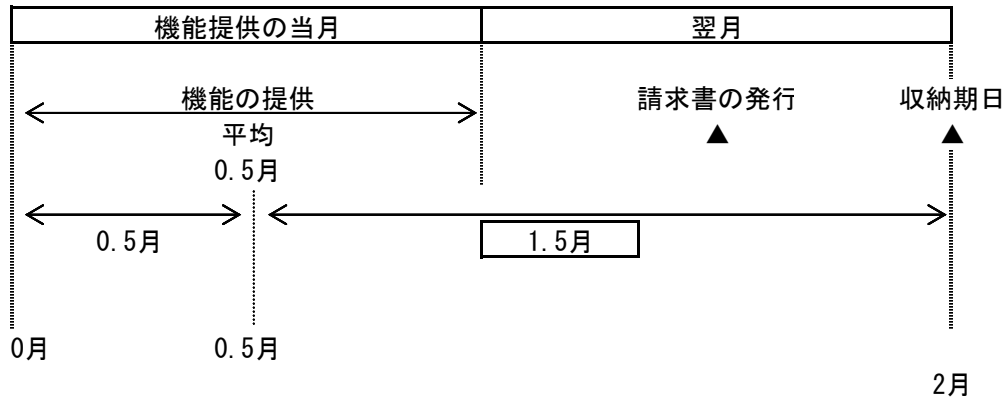 機能提供の当月 翌月
機能の提供 請求書の発行 収納期日
平均 ▲ ▲
0.5月
0.5月 1.5月
0月 0.5月
2月